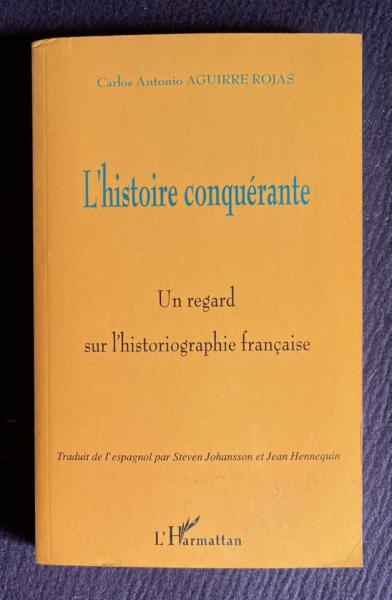 Carlos Antonio AGUIRRE ROJAS
L'histoire conquérante
Un regard
sur l'historiographie française
Traduit de l'espagnol par Steven Johansson et Jean Hennequin
L'Harmattan